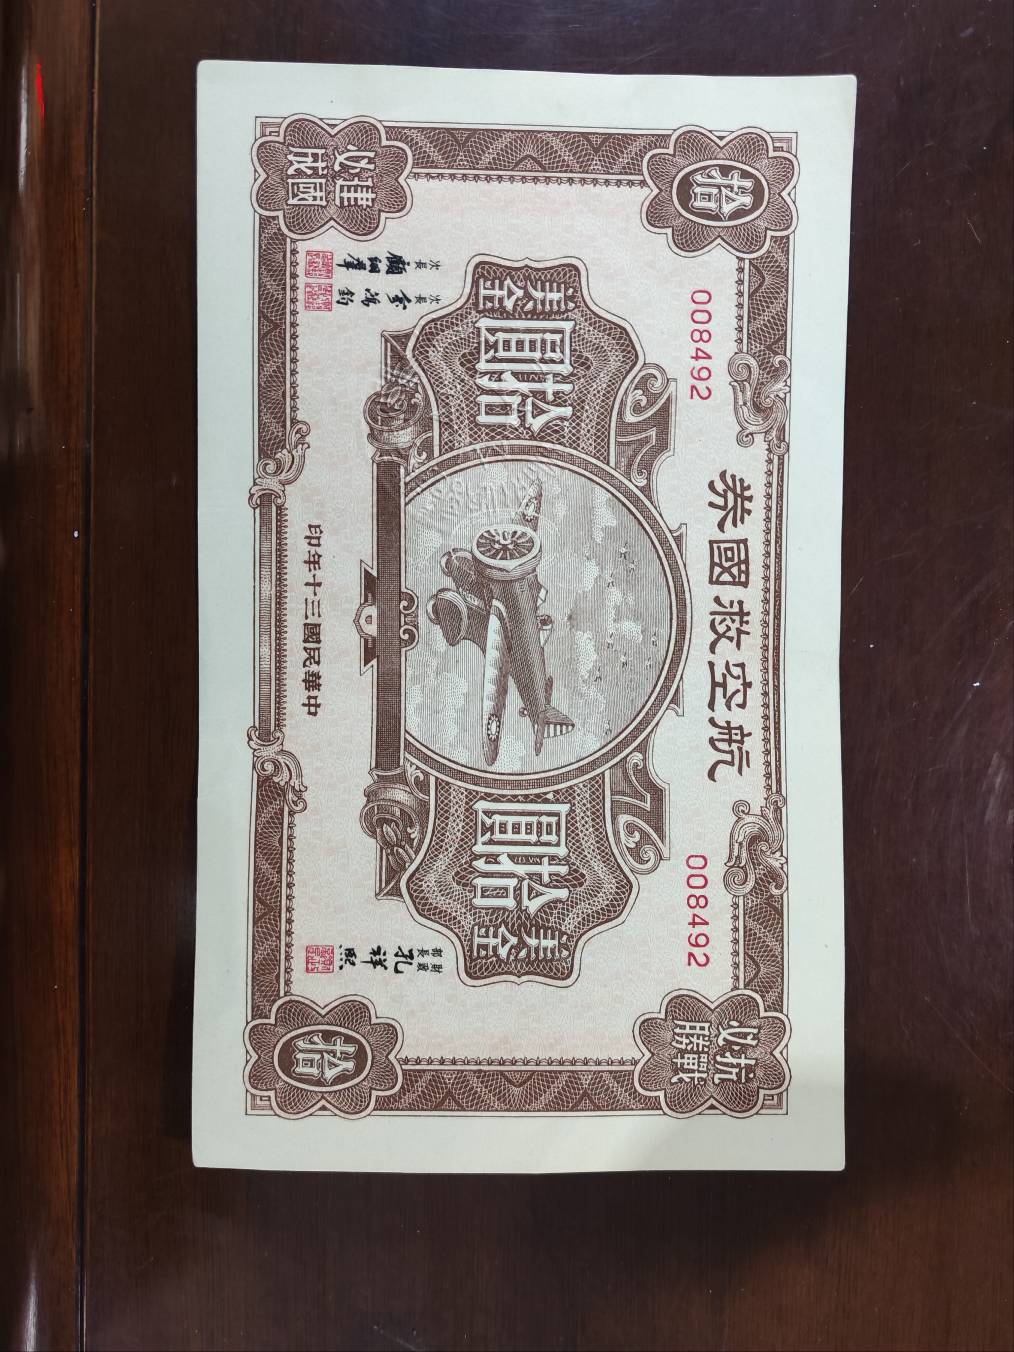 航空救國券
抗戰
必勝
拾
008492
008492
美金
拾圓
美金
拾圓
財政部長
孔祥熙
次長
俞鴻鈞
次長
顧翊羣
中華民國三十年印
拾
建國
必成